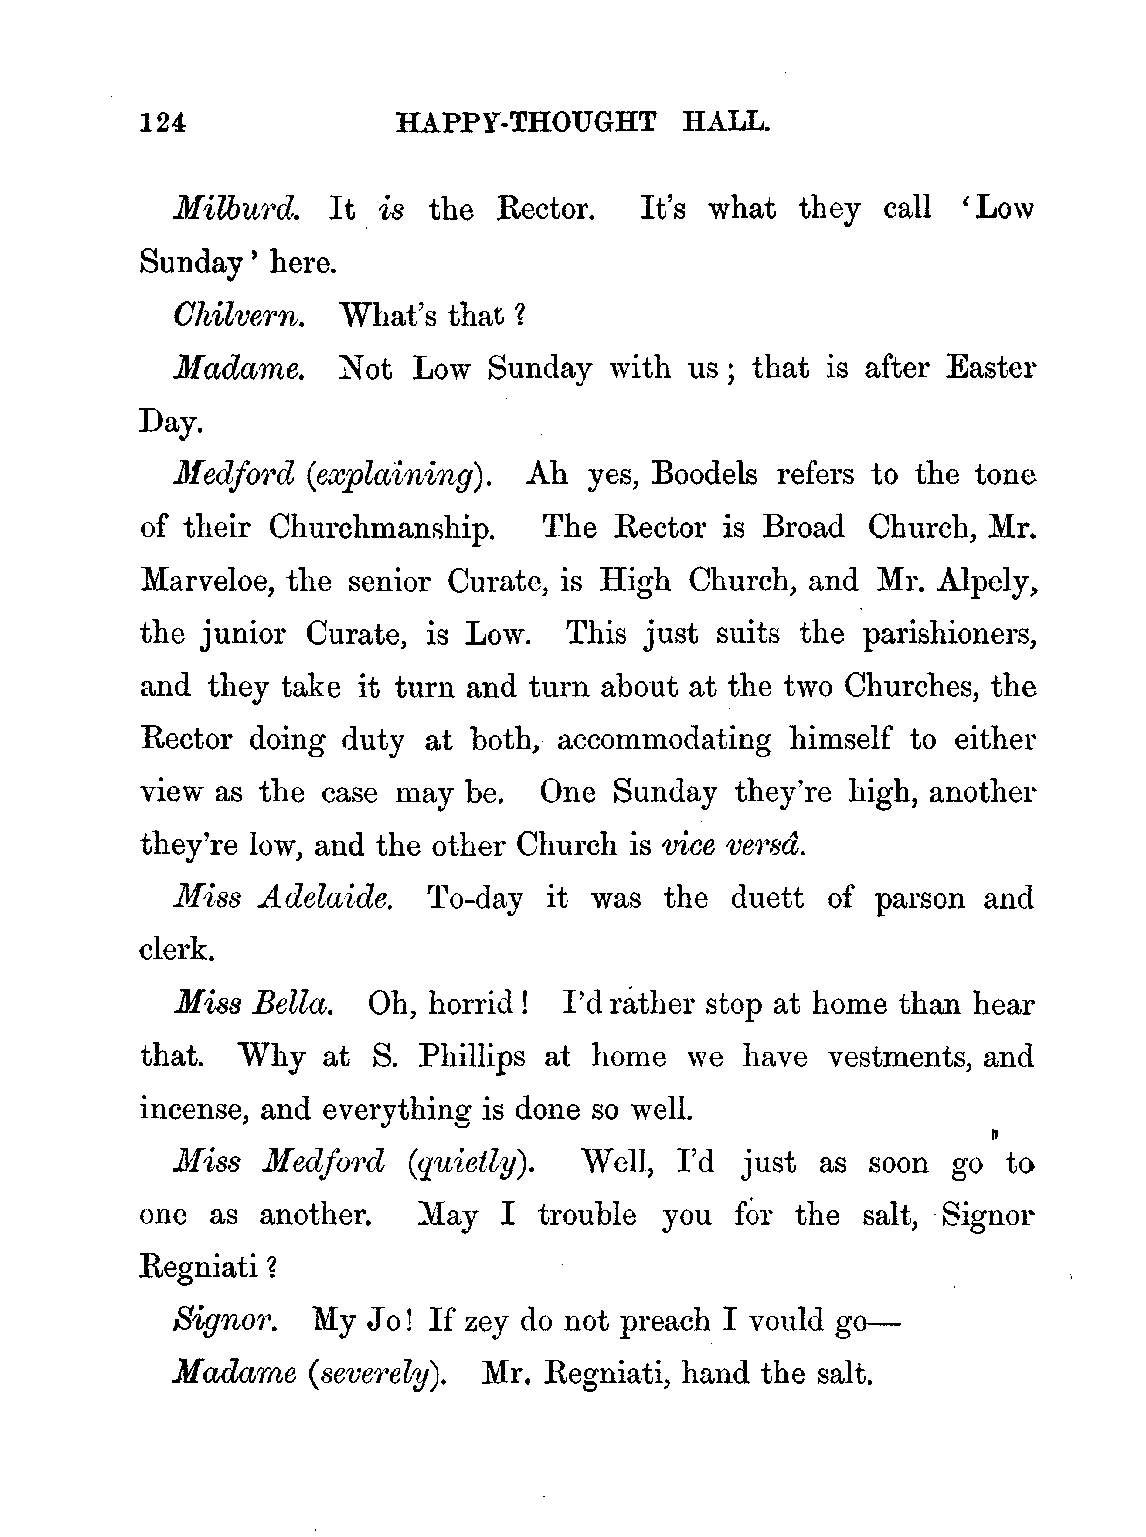 124 HAPPY-THOUGHT HALL.
Milburd. It is the Rector. It's what they call 'Low
Sunday' here.
Chilvern. What's that?
Madame. Not Low Sunday with us; that is after Easter
Day.
Medford (explaining). Ah yes, Boodels refers to the tone
of their Churchmanship. The Rector is Broad Church, Mr.
Marveloe, the senior Curate, is High Church, and Mr. Alpely,
the junior Curate, is Low. This just suits the parishioners,
and they take it turn and turn about at the two Churches, the
Rector doing duty at both, accommodating himself to either
view as the case may be. One Sunday they're high, another
they're low, and the other Church is vice versâ.
Miss Adelaide. To-day it was the duett of parson and
clerk.
Miss Bella. Oh, horrid! I'd rather stop at home than hear
that. Why at S. Phillips at home we have vestments, and
incense, and everything is done so well.
Miss Medford (quietly). Well, I'd just as soon go to
one as another. May I trouble you for the salt, Signor
Regniati?
Signor. My Jo! If zey do not preach I vould go—
Madame (severely). Mr. Regniati, hand the salt.